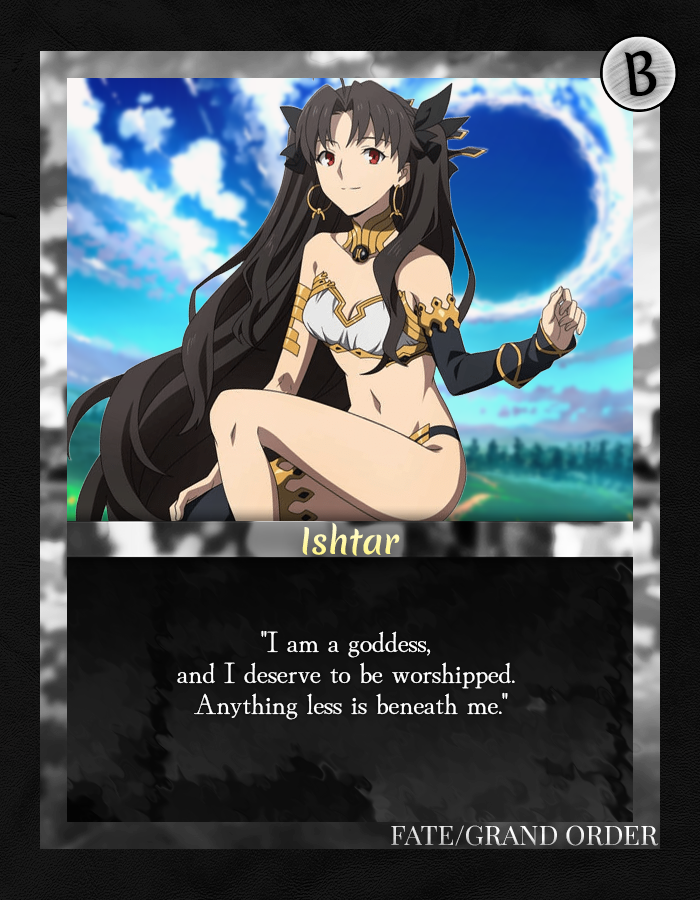 B
Ishtar
"I am a goddess,
and I deserve to be worshipped.
Anything less is beneath me."
FATE/GRAND ORDER